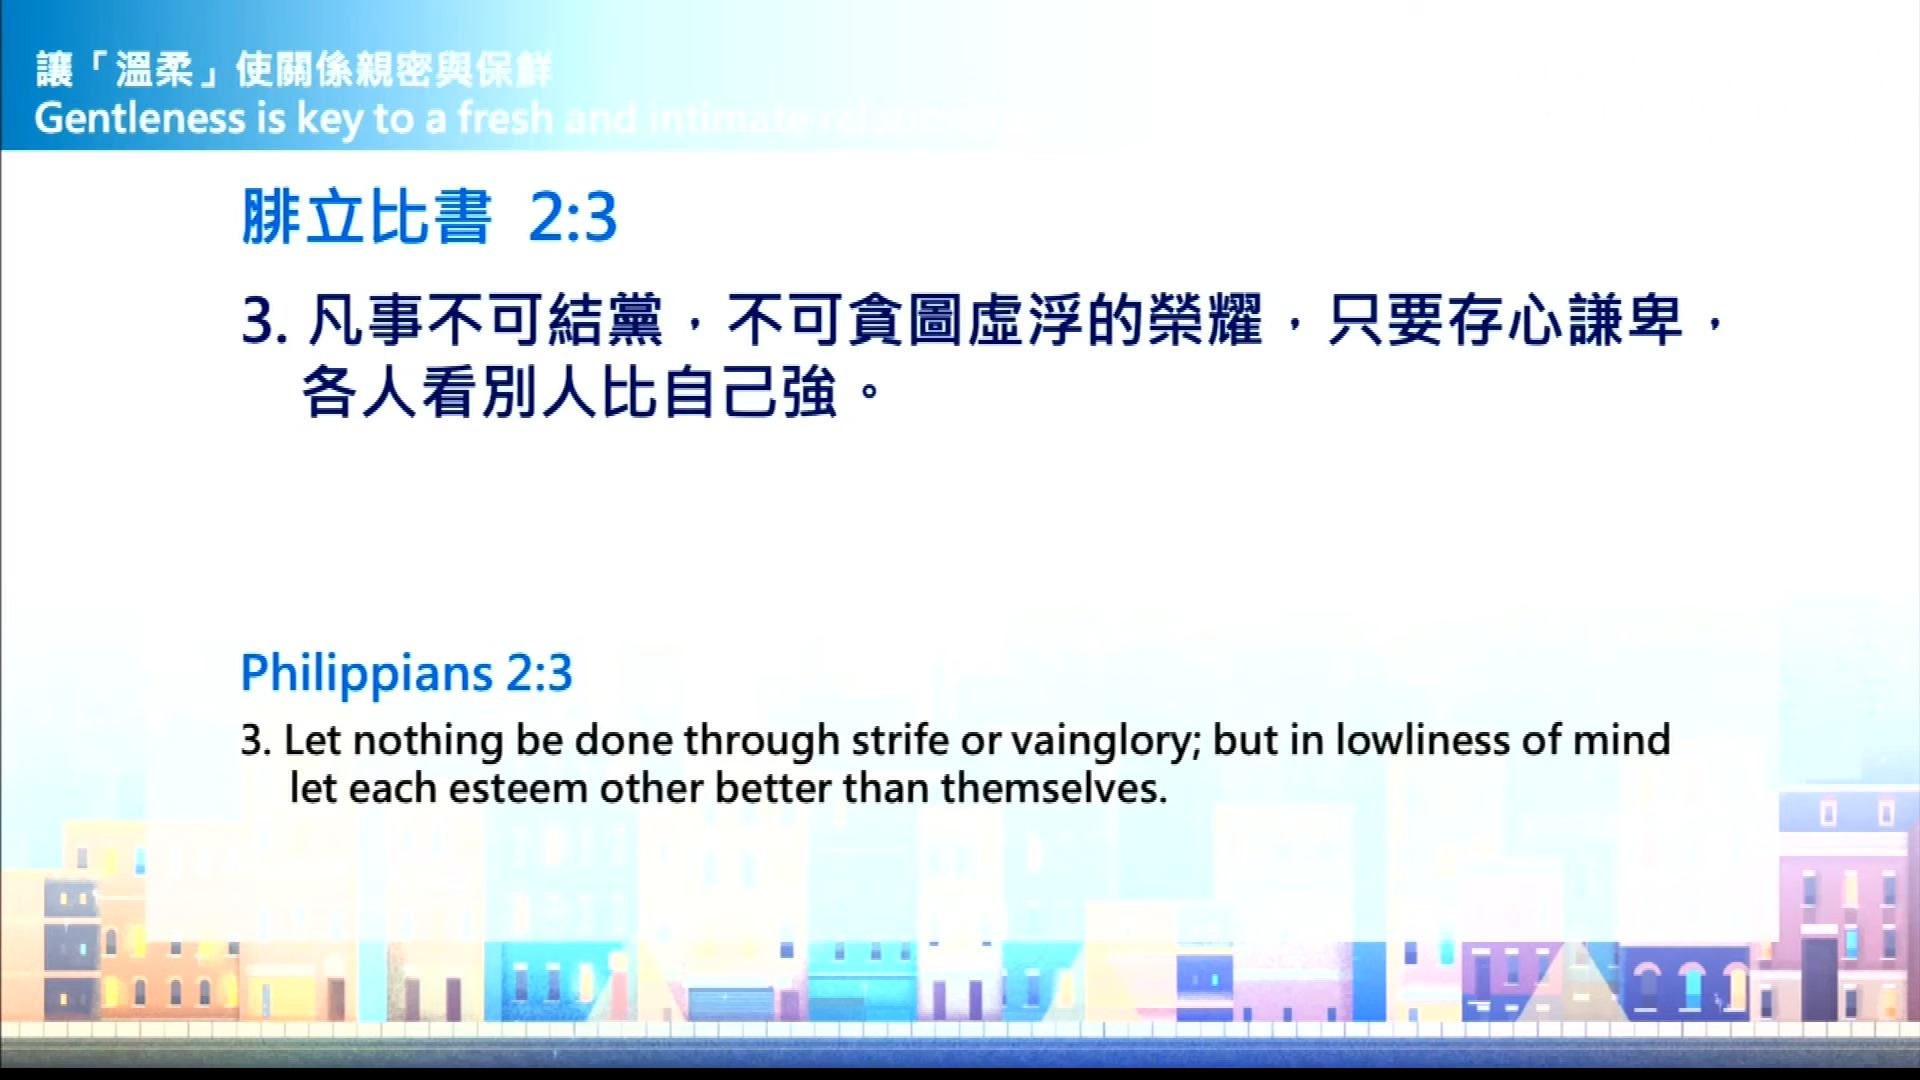 讓「溫柔」使關係親密與保鮮
Gentleness is key to a fresh and intimate
腓立比書 2:3
3. 凡事不可結黨，不可貪圖虛浮的榮耀，只要存心謙卑，
各人看別人比自己強。
Philippians 2:3
3. Let nothing be done through strife or vainglory; but in lowliness of mind
let each esteem other better than themselves.